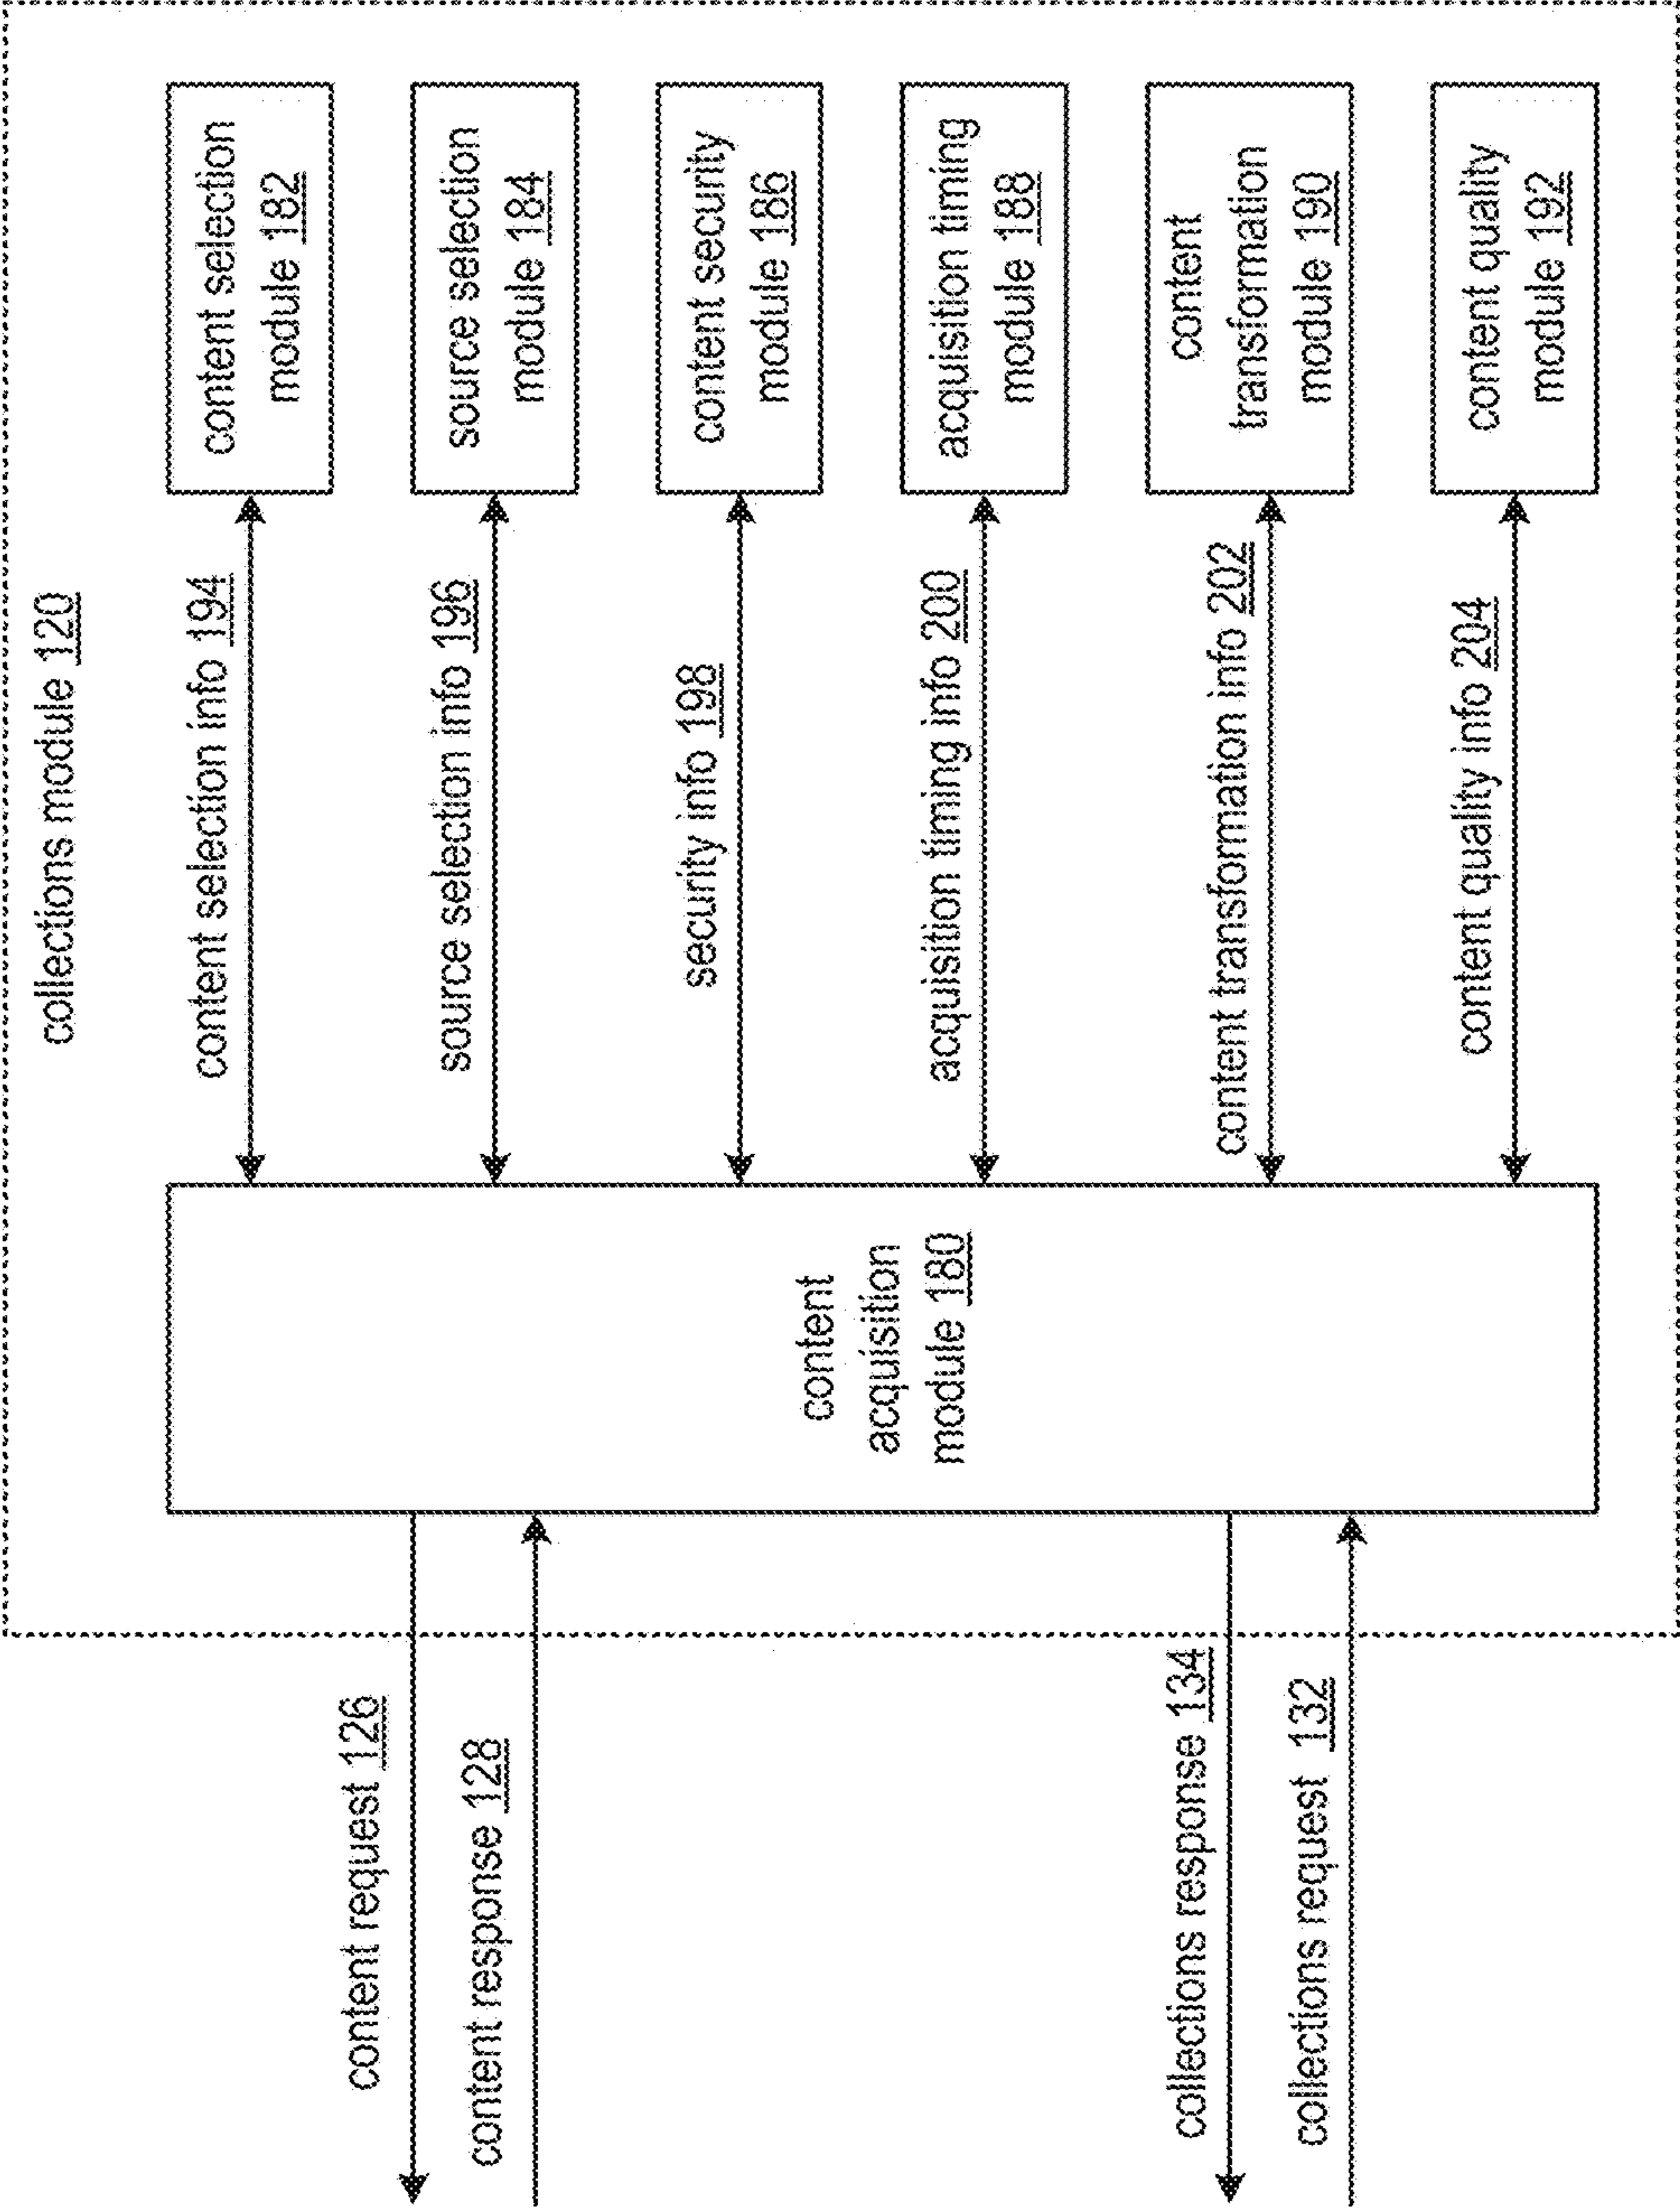 collections module 120
content request 126
content response 128
collections response 134
collections request 132
content
acquisition
module 180
content selection info 194
source selection info 196
security info 198
acquisition timing info 200
content transformation info 202
content quality info 204
content selection
module 182
source selection
module 184
content security
module 186
acquisition timing
module 188
content
transformation
module 190
content quality
module 192